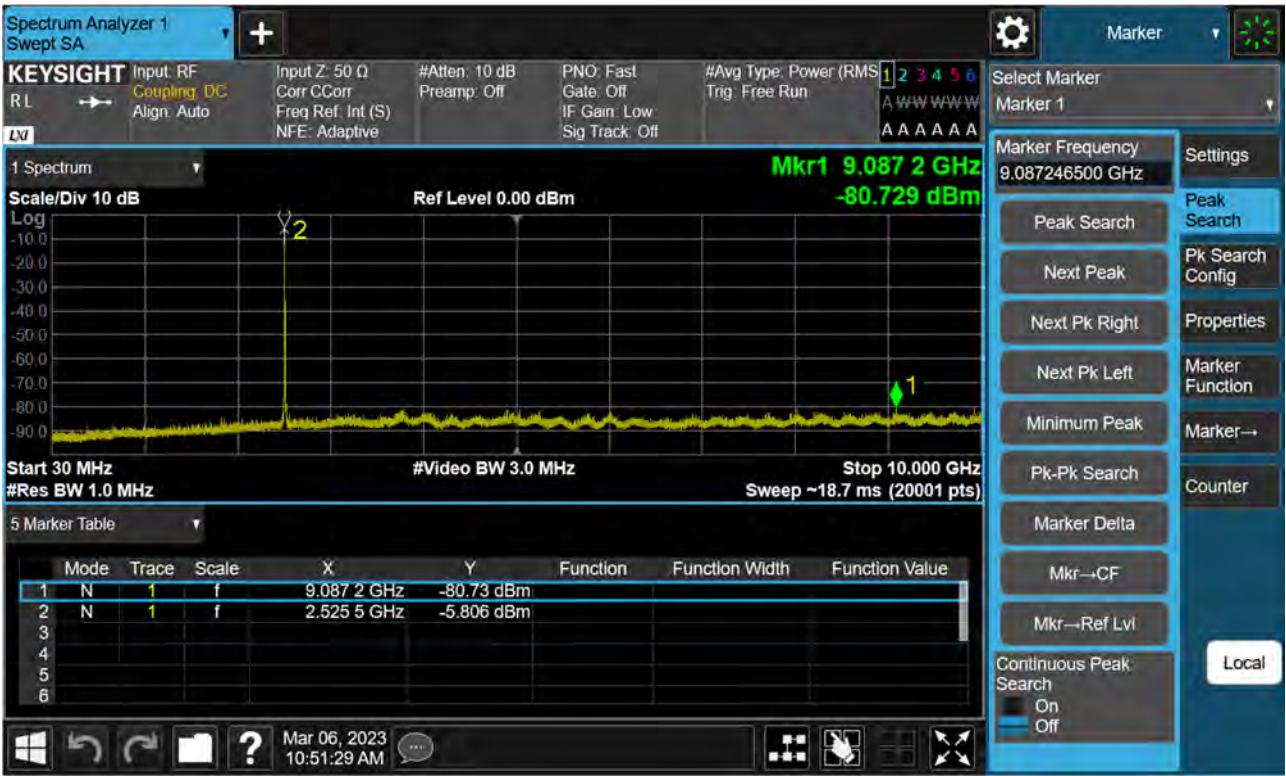 Spectrum Analyzer 1
Swept SA
+
Marker
KEYSIGHT
R L
LXI
Input: RF
Coupling: DC
Align: Auto
Input Z: 50 Ω
Corr CCorr
Freq Ref: Int (S)
NFE: Adaptive
#Atten: 10 dB
Preamp: Off
PNO: Fast
Gate: Off
IF Gain: Low
Sig Track: Off
#Avg Type: Power (RMS
Trig: Free Run
1 2 3 4 5 6
A W W W W W
A A A A A A
Select Marker
Marker 1
1 Spectrum
Mkr1 9.087 2 GHz
Scale/Div 10 dB
Ref Level 0.00 dBm
-80.729 dBm
Log
-10.0
-20.0
-30.0
-40.0
-50.0
-60.0
-70.0
-80.0
-90.0
2
1
Start 30 MHz
#Video BW 3.0 MHz
Stop 10.000 GHz
#Res BW 1.0 MHz
Sweep ~18.7 ms (20001 pts)
5 Marker Table
Mode Trace Scale X Y Function Function Width Function Value
1 N 1 f 9.087 2 GHz -80.73 dBm
2 N 1 f 2.525 5 GHz -5.806 dBm
3
4
5
6
Marker Frequency
9.087246500 GHz
Peak Search
Next Peak
Next Pk Right
Next Pk Left
Minimum Peak
Pk-Pk Search
Marker Delta
Mkr→CF
Mkr→Ref Lvl
Continuous Peak
Search
On
Off
Settings
Peak
Search
Pk Search
Config
Properties
Marker
Function
Marker→
Counter
Local
?
Mar 06, 2023
10:51:29 AM